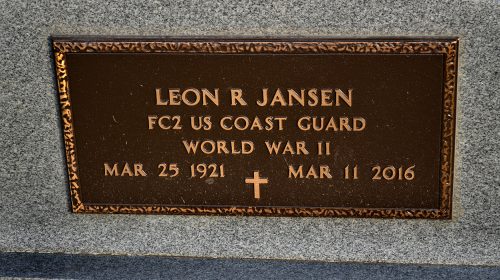 LEON R JANSEN
FC2 US COAST GUARD
WORLD WAR II
MAR 25 1921 MAR 11 2016